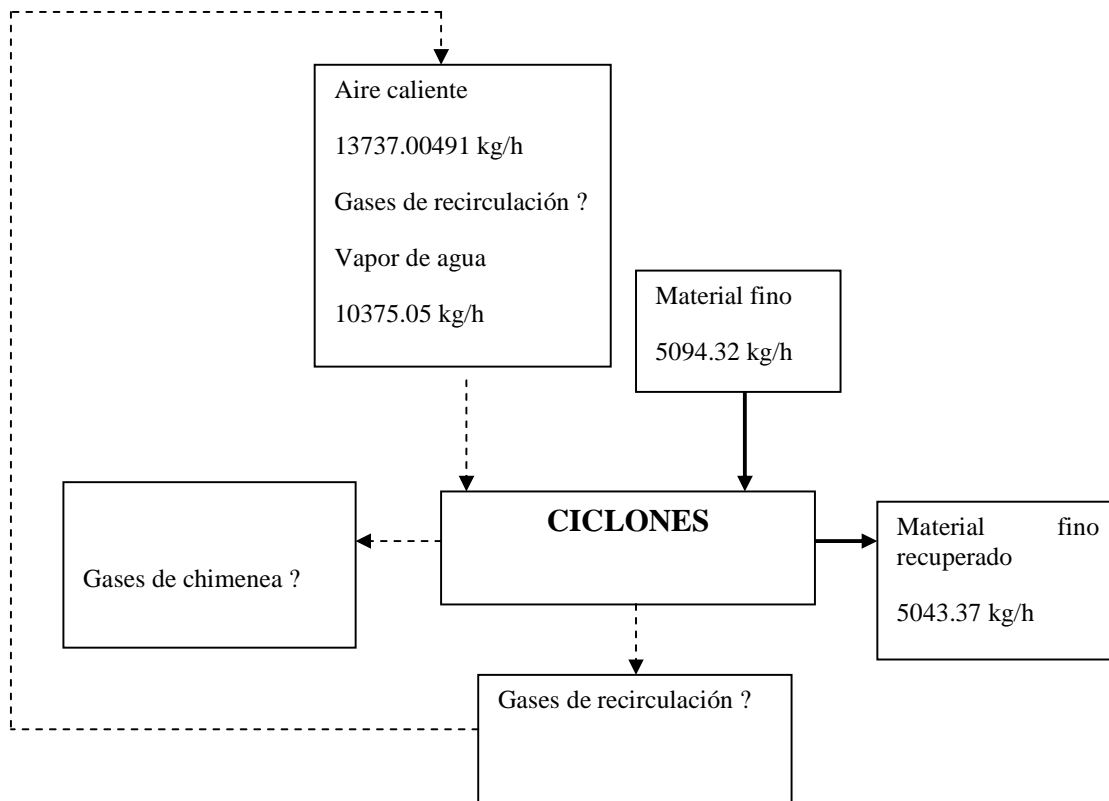 Aire caliente
13737.00491 kg/h
Gases de recirculación ?
Vapor de agua
10375.05 kg/h
Material fino
5094.32 kg/h
CICLONES
Gases de chimenea ?
Material fino
recuperado
5043.37 kg/h
Gases de recirculación ?